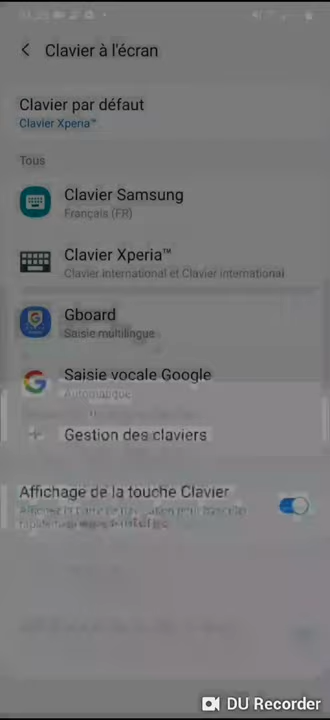 Clavier à l'écran
Clavier par défaut
Clavier Xperia™
Tous
Clavier Samsung
Français (FR)
Clavier Xperia™
Clavier international et Clavier international
Gboard
Saisie multilingue
Saisie vocale Google
Automatique
Gestion des claviers
Affichage de la touche Clavier
DU Recorder